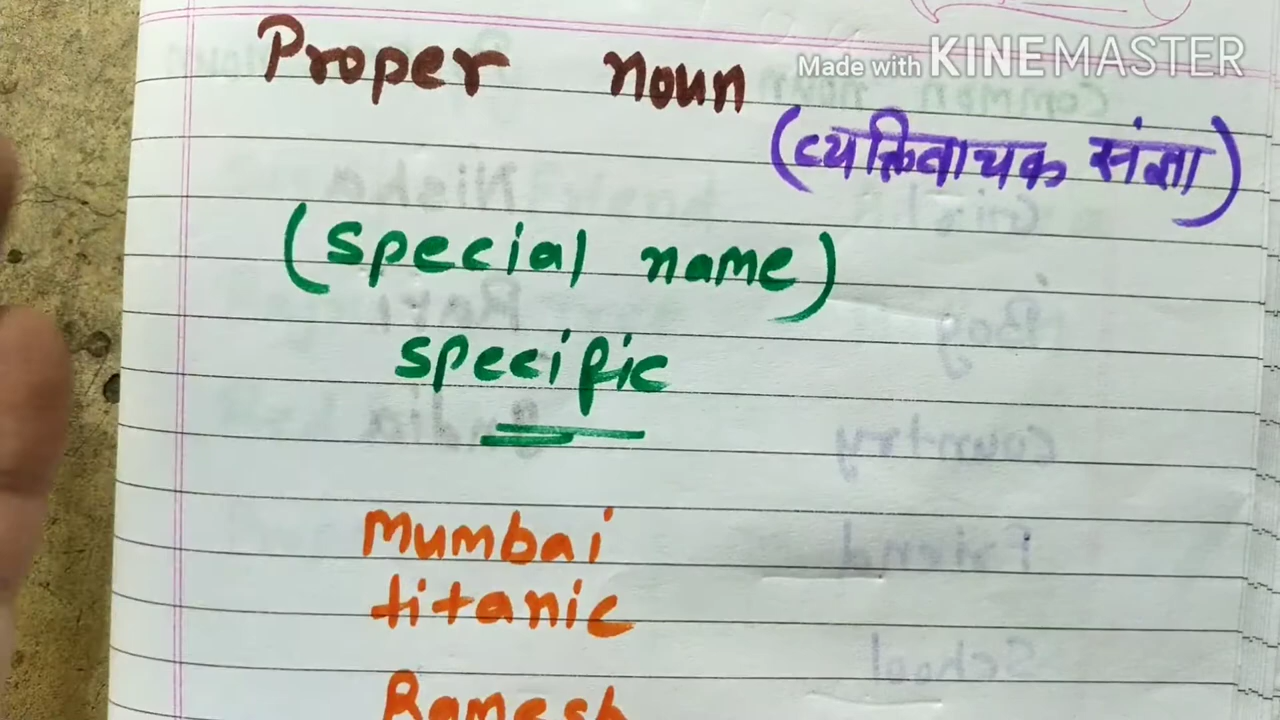 Made with KINEMASTER
Proper noun
(व्यक्तिवाचक संज्ञा)
(special name)
specific
Mumbai
titanic
Ramesh